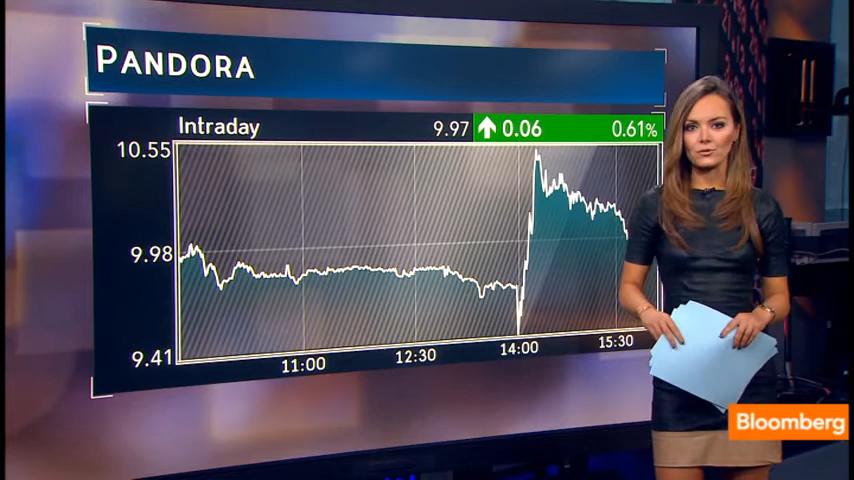 PANDORA
Intraday 9.97 0.06 0.61%
10.55
9.98
9.41
11:00 12:30 14:00 15:30
Bloomberg